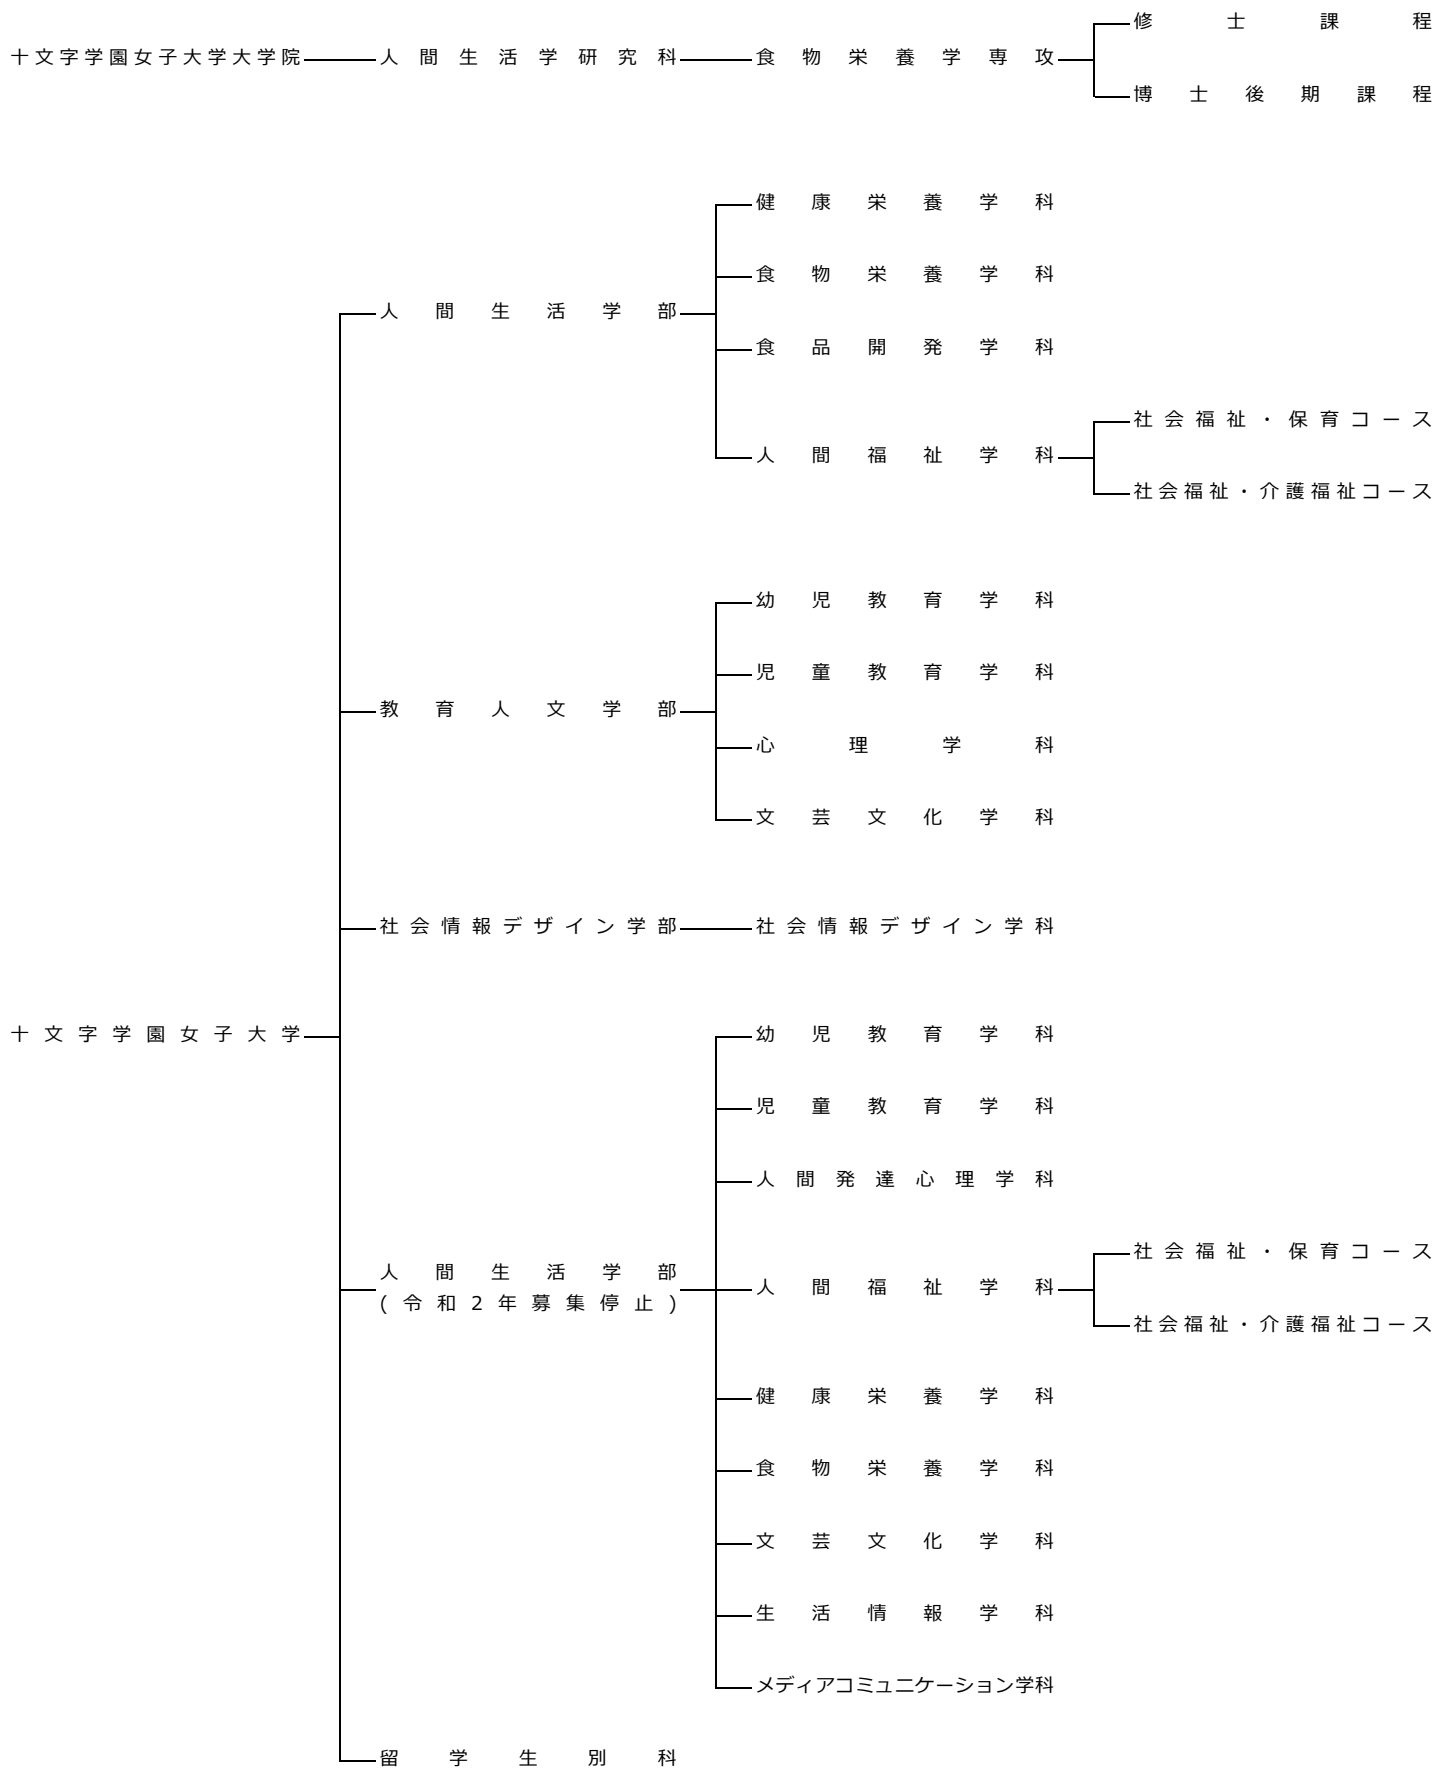 修士課程
十文字学園女子大学大学院 人間生活学研究科 食物栄養学専攻
博士後期課程
健康栄養学科
食物栄養学科
人間生活学部
食品開発学科
社会福祉・保育コース
人間福祉学科
社会福祉・介護福祉コース
幼児教育学科
児童教育学科
教育人文学部
心理学科
文芸文化学科
社会情報デザイン学部 社会情報デザイン学科
十文字学園女子大学 幼児教育学科
児童教育学科
人間発達心理学科
社会福祉・保育コース
人間生活学部
(令和2年募集停止)
人間福祉学科
社会福祉・介護福祉コース
健康栄養学科
食物栄養学科
文芸文化学科
生活情報学科
メディアコミュニケーション学科
留学生別科